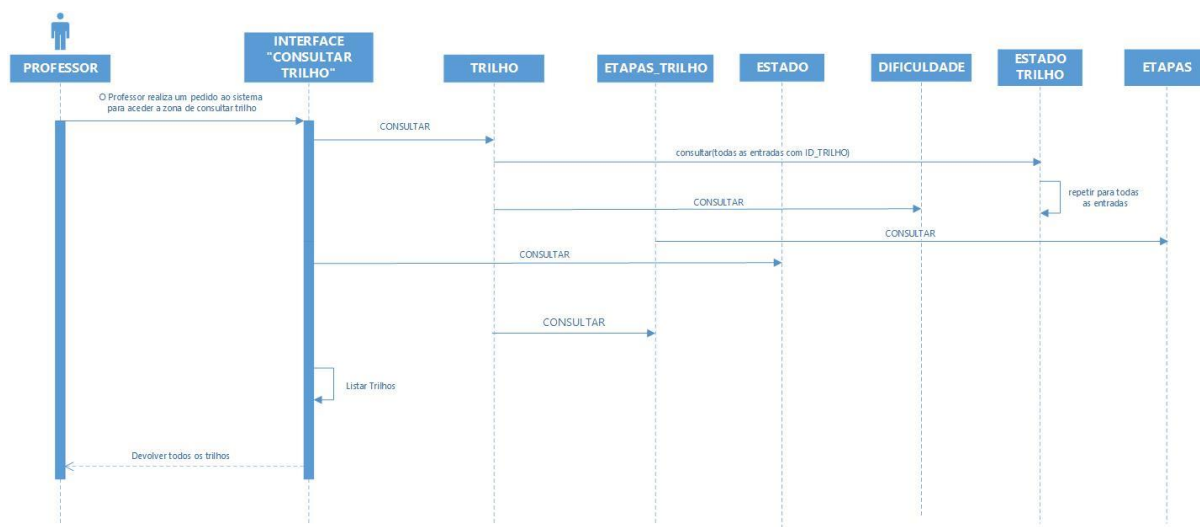 PROFESSOR
INTERFACE
"CONSULTAR
TRILHO"
TRILHO
ETAPAS_TRILHO
ESTADO
DIFICULDADE
ESTADO
TRILHO
ETAPAS
O Professor realiza um pedido ao sistema
para aceder a zona de consultar trilho
CONSULTAR
consultar(todas as entradas com ID_TRILHO)
repetir para todas
as entradas
CONSULTAR
CONSULTAR
CONSULTAR
CONSULTAR
Listar Trilhos
Devolver todos os trilhos